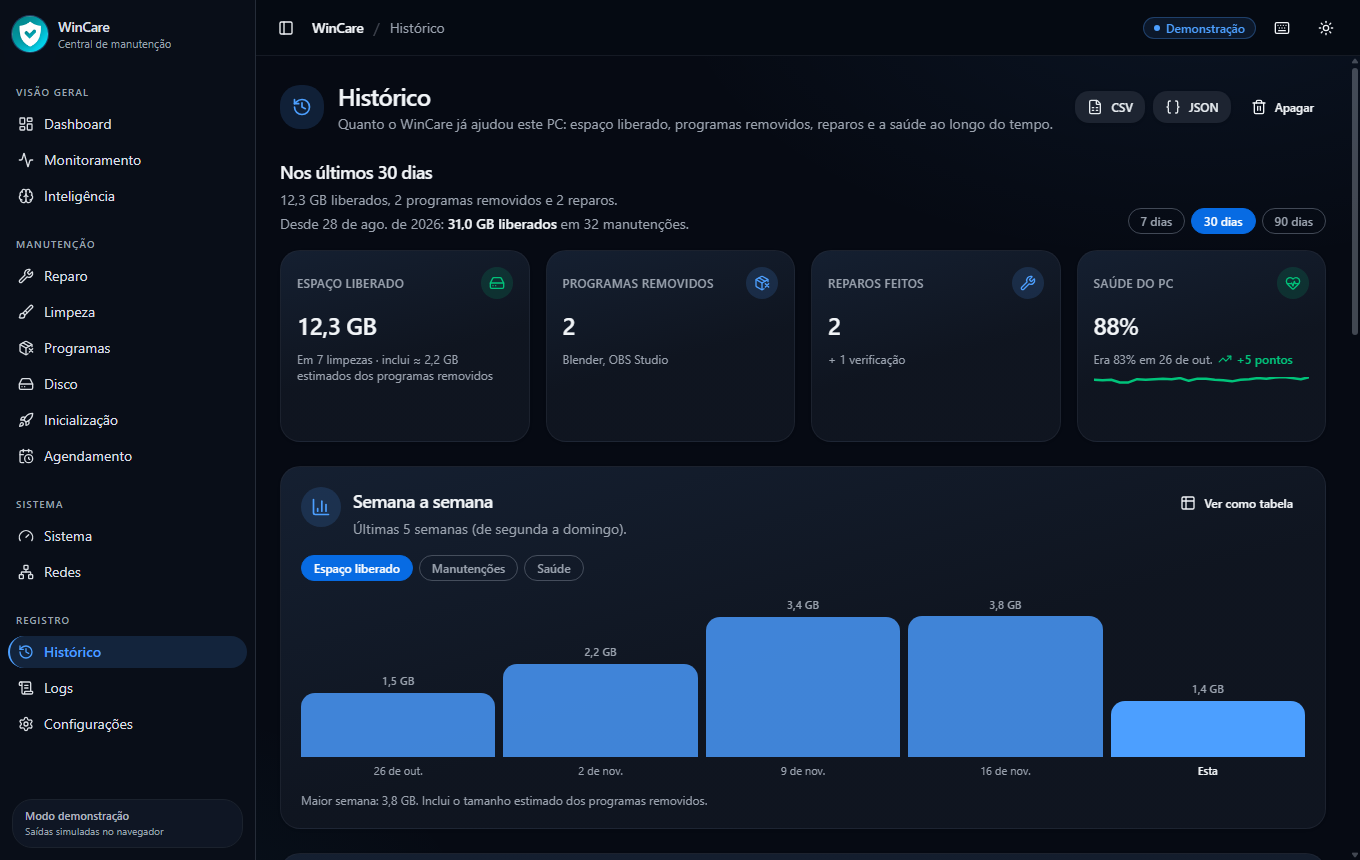 WinCare
Central de manutenção
VISÃO GERAL
Dashboard
Monitoramento
Inteligência
MANUTENÇÃO
Reparo
Limpeza
Programas
Disco
Inicialização
Agendamento
SISTEMA
Sistema
Redes
REGISTRO
Histórico
Logs
Configurações
Modo demonstração
Saídas simuladas no navegador
WinCare / Histórico
Demonstração
Histórico
Quanto o WinCare já ajudou este PC: espaço liberado, programas removidos, reparos e a saúde ao longo do tempo.
CSV
JSON
Apagar
Nos últimos 30 dias
12,3 GB liberados, 2 programas removidos e 2 reparos.
Desde 28 de ago. de 2026: 31,0 GB liberados em 32 manutenções.
7 dias
30 dias
90 dias
ESPAÇO LIBERADO
12,3 GB
Em 7 limpezas · inclui ≈ 2,2 GB
estimados dos programas removidos
PROGRAMAS REMOVIDOS
2
Blender, OBS Studio
REPAROS FEITOS
2
+ 1 verificação
SAÚDE DO PC
88%
Era 83% em 26 de out. +5 pontos
Semana a semana
Últimas 5 semanas (de segunda a domingo).
Ver como tabela
Espaço liberado
Manutenções
Saúde
1,5 GB
2,2 GB
3,4 GB
3,8 GB
1,4 GB
26 de out.
2 de nov.
9 de nov.
16 de nov.
Esta
Maior semana: 3,8 GB. Inclui o tamanho estimado dos programas removidos.